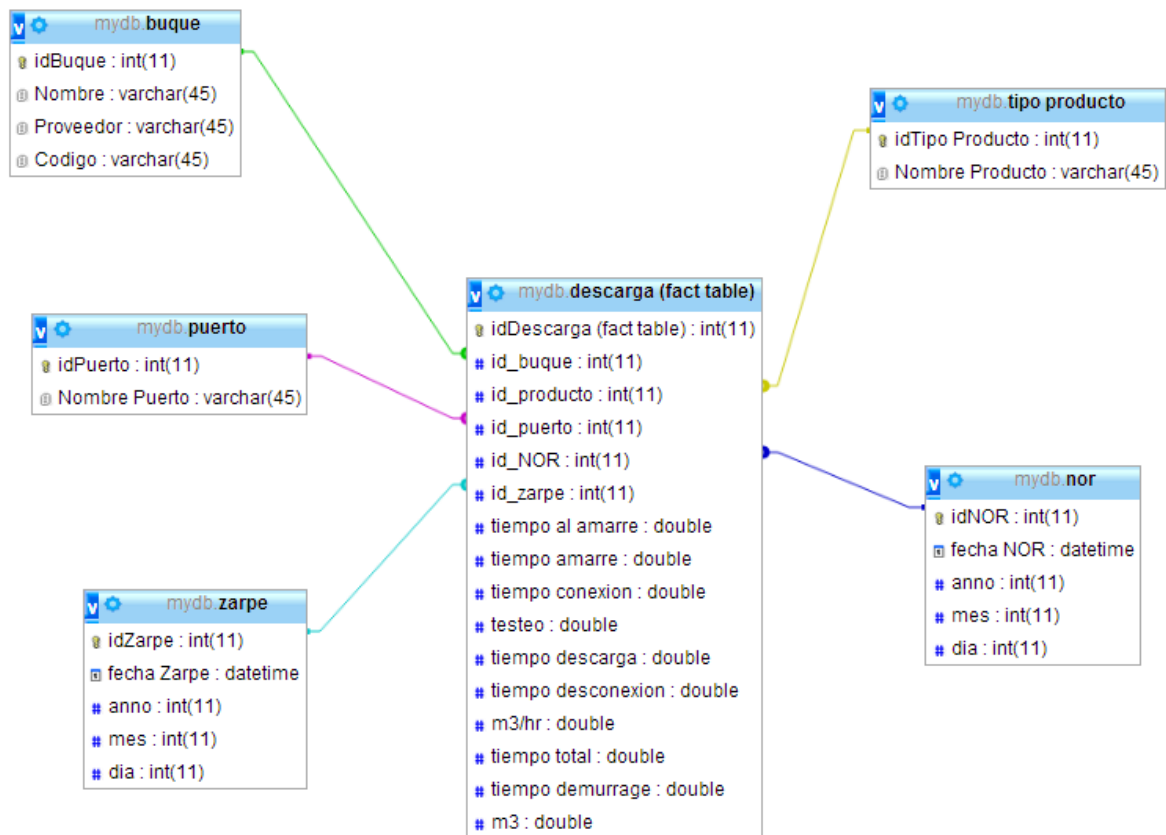 mydb.buque
idBuque : int(11)
Nombre : varchar(45)
Proveedor : varchar(45)
Codigo : varchar(45)
mydb.tipo producto
idTipo Producto : int(11)
Nombre Producto : varchar(45)
mydb.puerto
idPuerto : int(11)
Nombre Puerto : varchar(45)
mydb.descarga (fact table)
idDescarga (fact table) : int(11)
# id_buque : int(11)
# id_producto : int(11)
# id_puerto : int(11)
# id_NOR : int(11)
# id_zarpe : int(11)
# tiempo al amarre : double
# tiempo amarre : double
# tiempo conexion : double
# testeo : double
# tiempo descarga : double
# tiempo desconexion : double
# m3/hr : double
# tiempo total : double
# tiempo demurrage : double
# m3 : double
mydb.nor
idNOR : int(11)
fecha NOR : datetime
# anno : int(11)
# mes : int(11)
# dia : int(11)
mydb.zarpe
idZarpe : int(11)
fecha Zarpe : datetime
# anno : int(11)
# mes : int(11)
# dia : int(11)